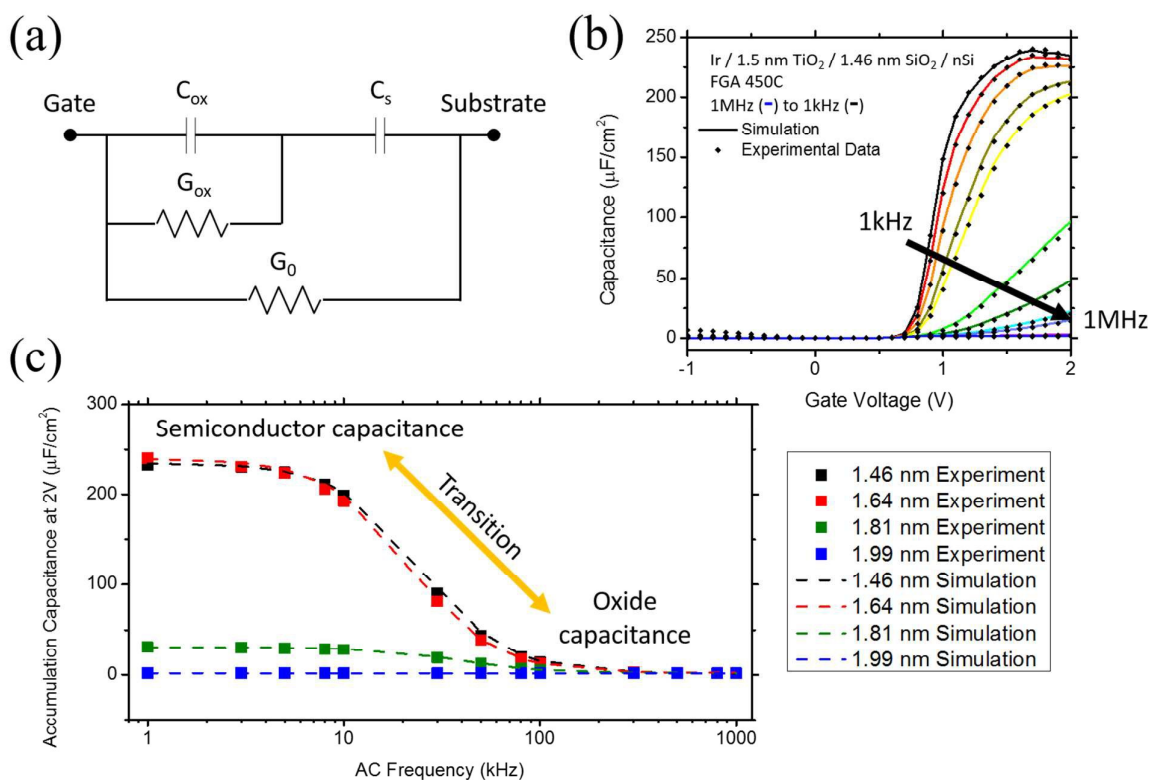 (a)
Gate
C_ox
C_s
Substrate
G_ox
G_0
(b)
Capacitance (μF/cm²)
250
200
150
100
50
0
Ir / 1.5 nm TiO₂ / 1.46 nm SiO₂ / nSi
FGA 450C
1MHz (-) to 1kHz (-)
Simulation
Experimental Data
1kHz
1MHz
-1 0 1 2
Gate Voltage (V)
(c)
Accumulation Capacitance at 2V (μF/cm²)
300
200
100
0
Semiconductor capacitance
Transition
Oxide
capacitance
1 10 100 1000
AC Frequency (kHz)
1.46 nm Experiment
1.64 nm Experiment
1.81 nm Experiment
1.99 nm Experiment
1.46 nm Simulation
1.64 nm Simulation
1.81 nm Simulation
1.99 nm Simulation